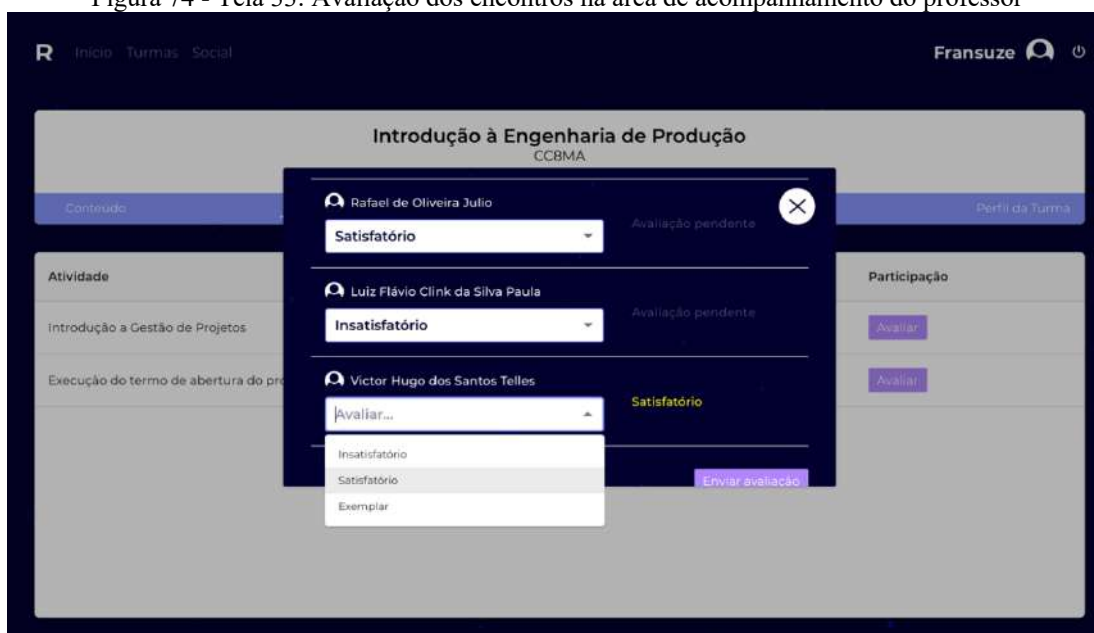 Figura 74 - Tela 33: Avaliação dos encontros na área de acompanhamento do professor
R Início Turmas Social
Fransuze
Introdução à Engenharia de Produção
CCBMA
Conteúdo
Perfil da Turma
Rafael de Oliveira Julio
Satisfatório
Avaliação pendente
Atividade
Participação
Luiz Flávio Clink da Silva Paula
Insatisfatório
Avaliação pendente
Introdução a Gestão de Projetos
Avaliar
Execução do termo de abertura do pro
Avaliar
Victor Hugo dos Santos Telles
Avaliar...
Satisfatório
Insatisfatório
Satisfatório
Exemplar
Enviar avaliação